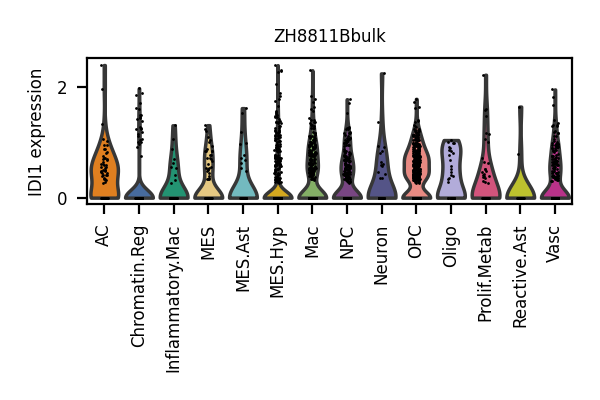 ZH8811Bbulk
IDI1 expression
2
0
AC
Chromatin.Reg
Inflammatory.Mac
MES
MES.Ast
MES.Hyp
Mac
NPC
Neuron
OPC
Oligo
Prolif.Metab
Reactive.Ast
Vasc